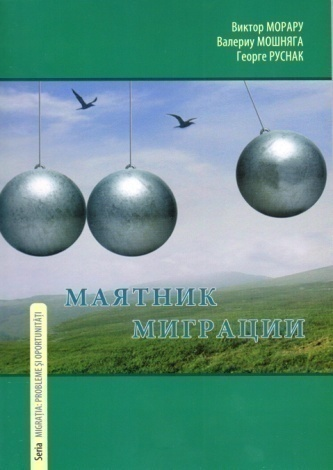 Виктор МОРАРУ
Валериу МОШНЯГА
Георге РУСНАК
МАЯТНИК
МИГРАЦИИ
Seria MIGRAȚIA: PROBLEME ȘI OPORTUNITĂȚI